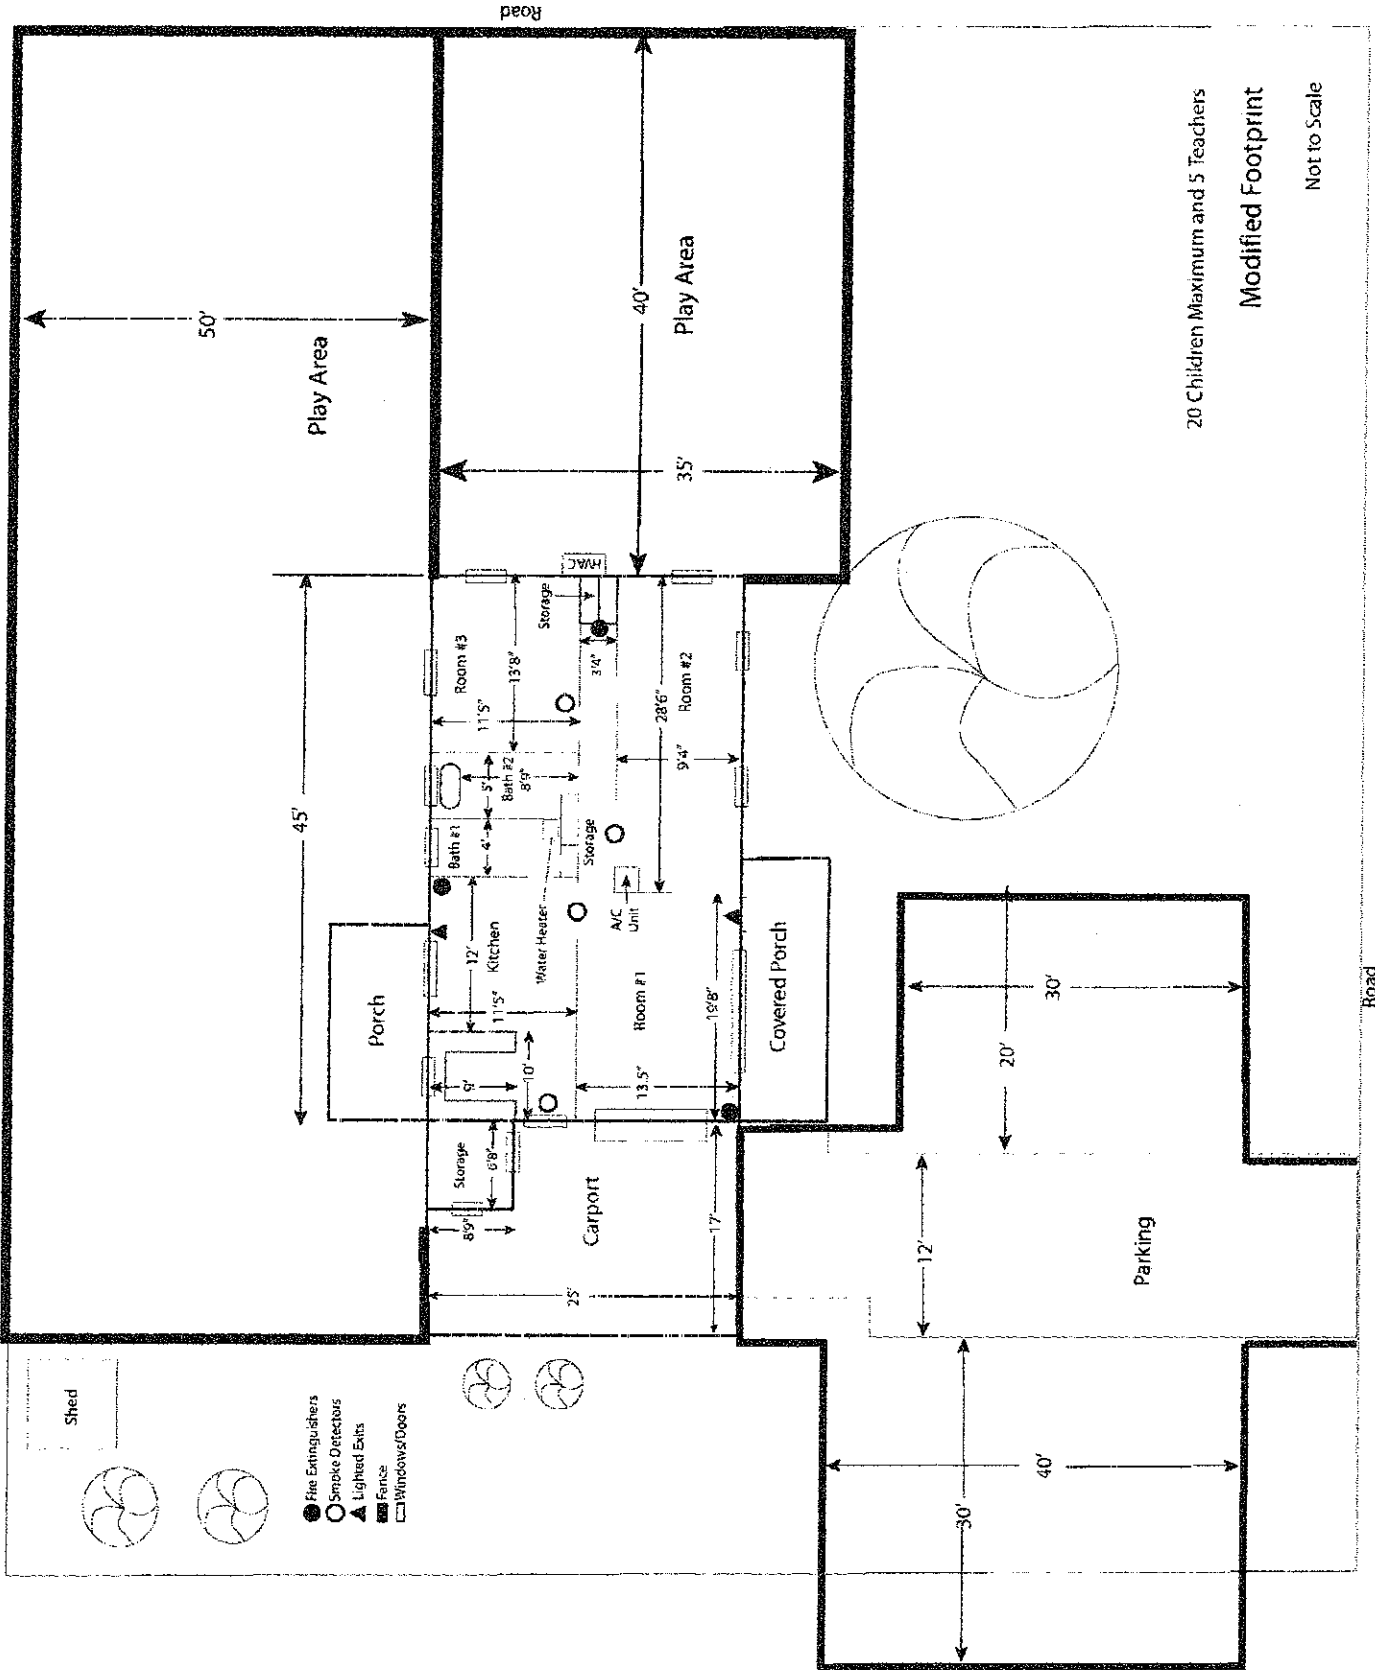 Road
50'
Play Area
40'
Play Area
35'
20 Children Maximum and 5 Teachers
Modified Footprint
Not to Scale
45'
HVAC
Storage
Room #3
13'8"
11'5"
3'4"
Room #2
28'6"
9'4"
Bath #2
8'9"
5'
Bath #1
4'
Storage
Water Heater
A/C
Unit
Kitchen
12'
11'5"
Porch
Room #1
19'8"
13.5"
Covered Porch
9'
10'
Storage
6'8"
8'9"
Carport
17'
25'
30'
20'
12'
Parking
Road
40'
30'
Shed
Fire Extinguishers
Smoke Detectors
Lighted Exits
Fence
Windows/Doors